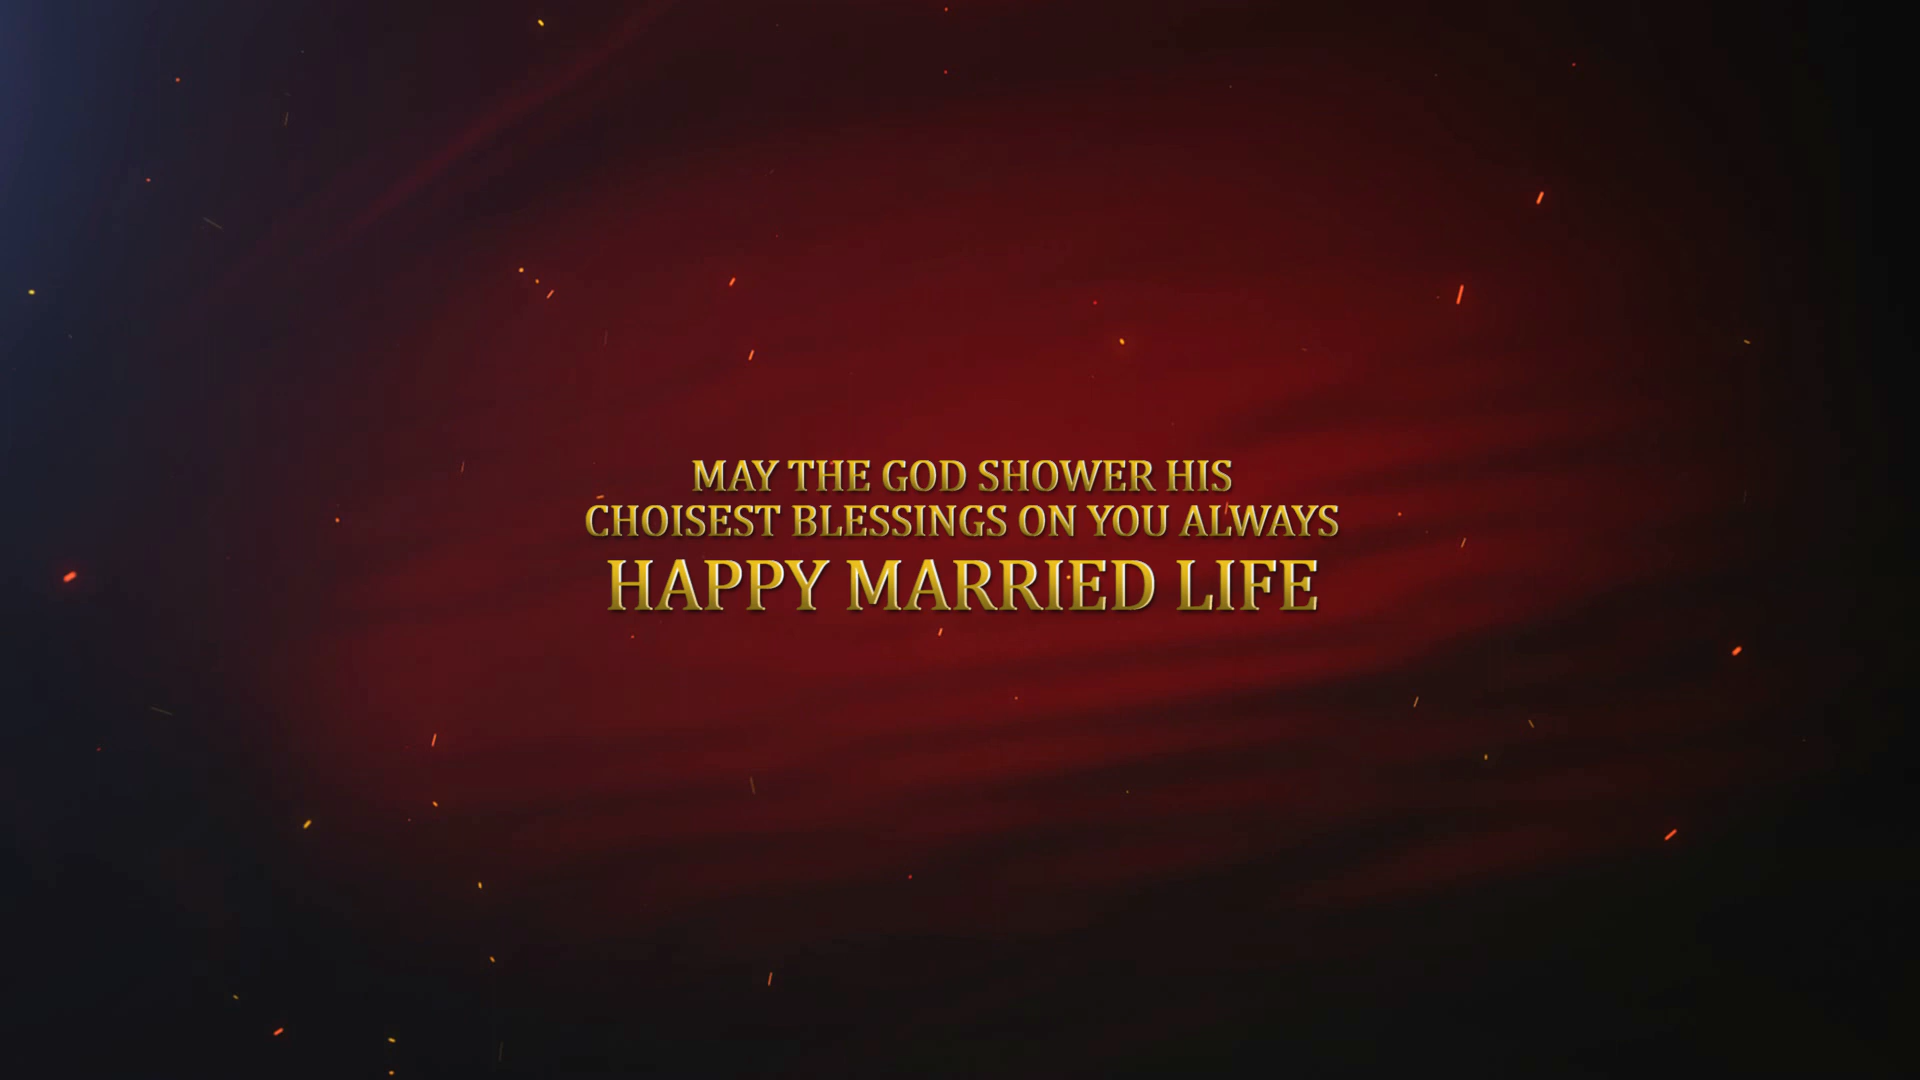 MAY THE GOD SHOWER HIS
CHOISEST BLESSINGS ON YOU ALWAYS
HAPPY MARRIED LIFE